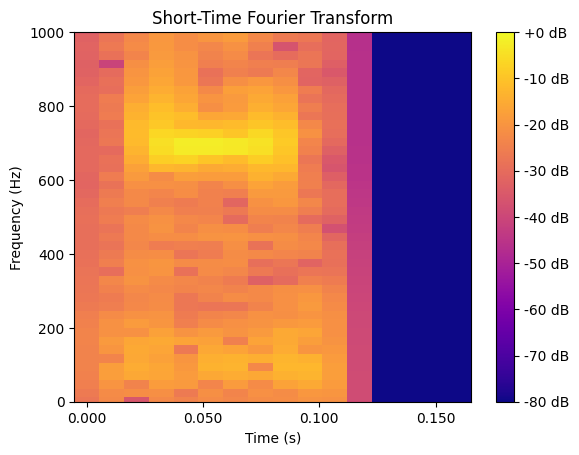 Short-Time Fourier Transform
1000
800
600
400
200
0
Frequency (Hz)
0.000
0.050
0.100
0.150
Time (s)
+0 dB
-10 dB
-20 dB
-30 dB
-40 dB
-50 dB
-60 dB
-70 dB
-80 dB